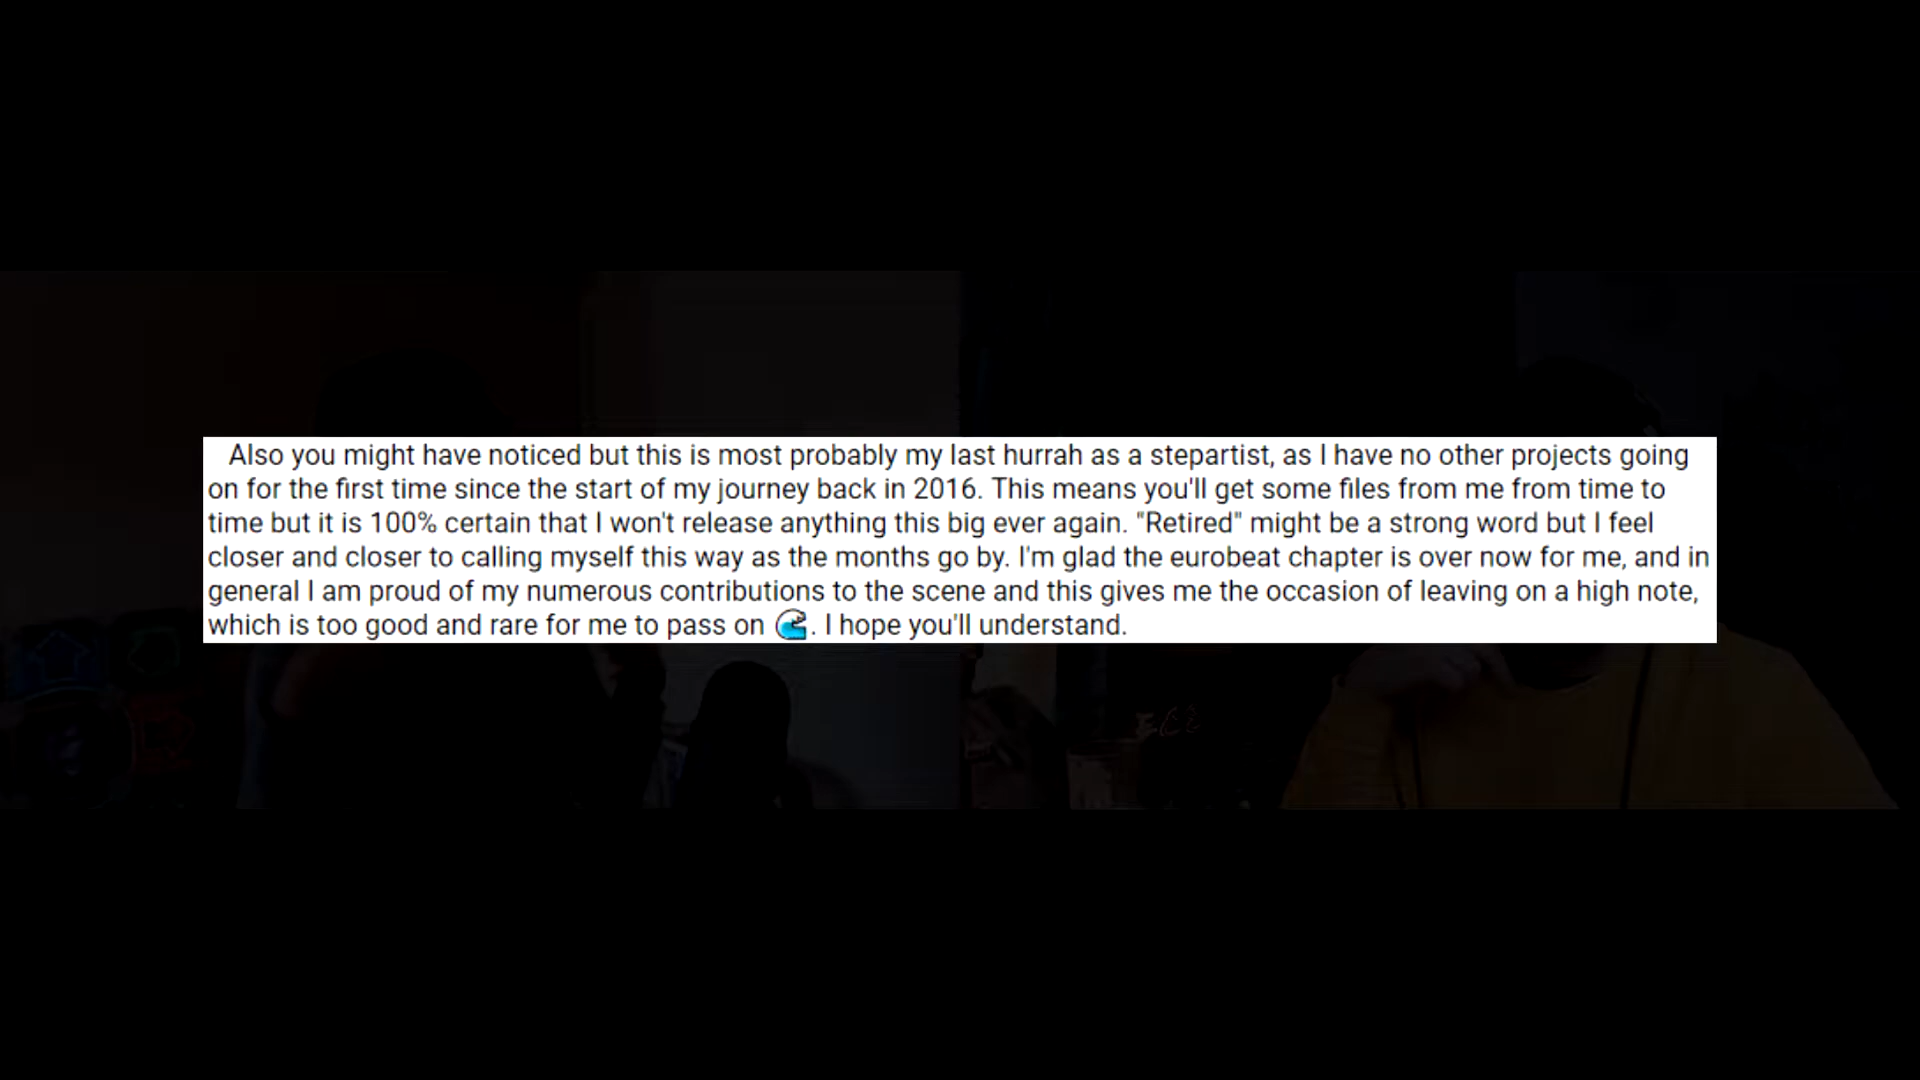 Also you might have noticed but this is most probably my last hurrah as a stepartist, as I have no other projects going
on for the first time since the start of my journey back in 2016. This means you'll get some files from me from time to
time but it is 100% certain that I won't release anything this big ever again. "Retired" might be a strong word but I feel
closer and closer to calling myself this way as the months go by. I'm glad the eurobeat chapter is over now for me, and in
general I am proud of my numerous contributions to the scene and this gives me the occasion of leaving on a high note,
which is too good and rare for me to pass on 🌊. I hope you'll understand.